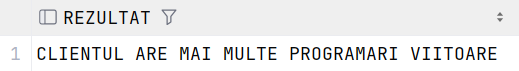 REZULTAT
1 CLIENTUL ARE MAI MULTE PROGRAMARI VIITOARE